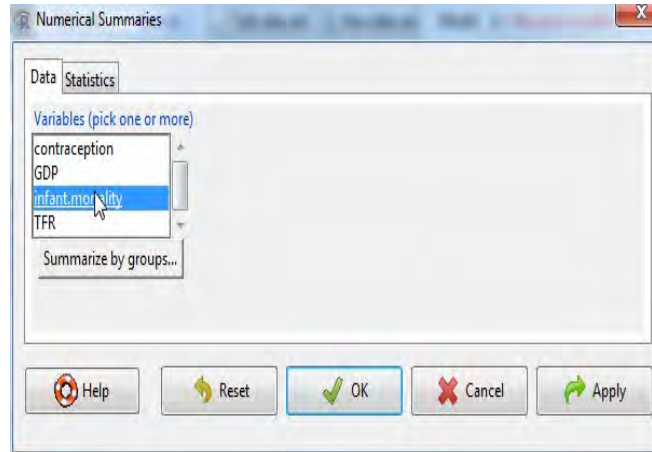 Numerical Summaries
X
Data Statistics
Variables (pick one or more)
contraception
GDP
infant.mortality
TFR
Summarize by groups...
Help Reset OK Cancel Apply